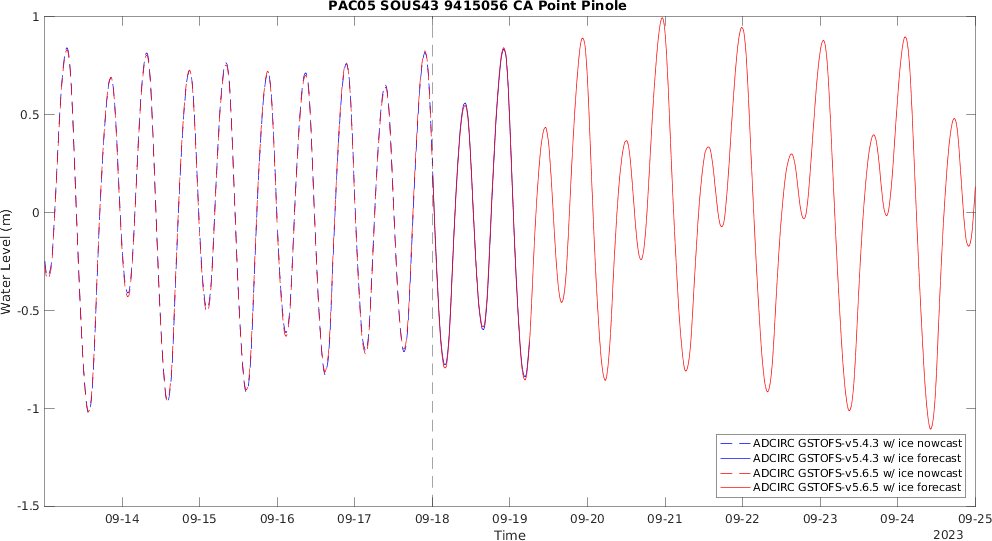 PAC05 SOUS43 9415056 CA Point Pinole
Water Level (m)
1
0.5
0
-0.5
-1
-1.5
09-14 09-15 09-16 09-17 09-18 09-19 09-20 09-21 09-22 09-23 09-24 09-25
Time
2023
ADCIRC GSTOFS-v5.4.3 w/ ice nowcast
ADCIRC GSTOFS-v5.4.3 w/ ice forecast
ADCIRC GSTOFS-v5.6.5 w/ ice nowcast
ADCIRC GSTOFS-v5.6.5 w/ ice forecast